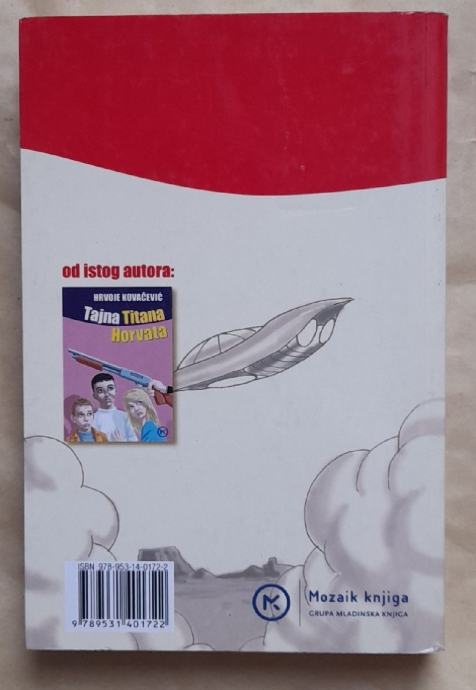 od istog autora:
HRVOJE KOVAČEVIĆ
Tajna Titana
Horvata
ISBN 978-953-14-0172-2
9 789531 401722
Mozaik knjiga
GRUPA MLADINSKA KNJIGA